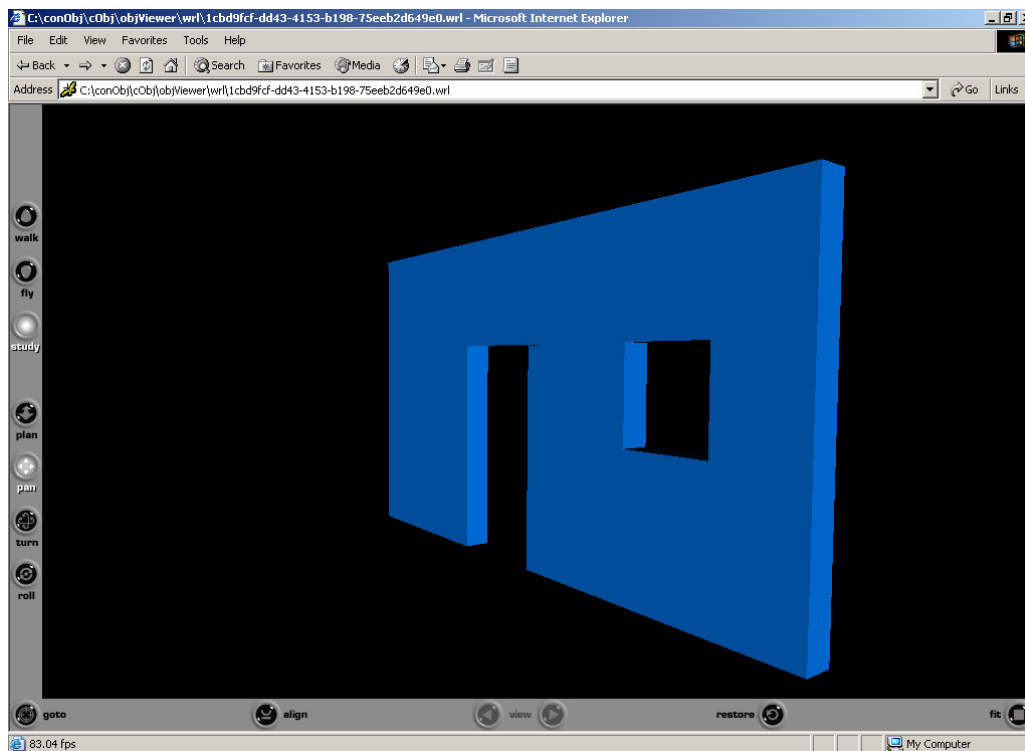 C:\conObj\cObj\objViewer\wrl\1cbd9fcf-dd43-4153-b198-75eeb2d649e0.wrl - Microsoft Internet Explorer
File Edit View Favorites Tools Help
Back Search Favorites Media
Address C:\conObj\cObj\objViewer\wrl\1cbd9fcf-dd43-4153-b198-75eeb2d649e0.wrl Go Links
walk
fly
study
plan
pan
turn
roll
goto align view restore fit
83.04 fps My Computer